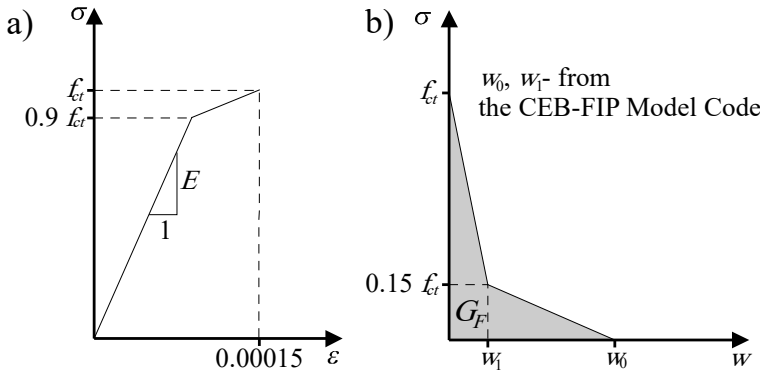 a)
σ
f_ct
0.9 f_ct
E
1
0.00015
ε
b)
σ
w_0, w_1- from
the CEB-FIP Model Code
f_ct
0.15 f_ct
G_F
w_1
w_0
w